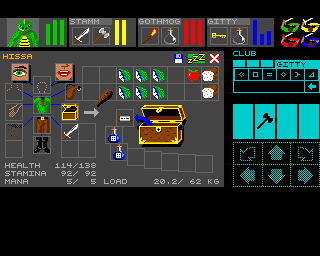 STAMM
GOTHMOG
GITTY
HISSA
ZZZ
CLUB
GITTY
HEALTH 114/138
STAMINA 92/ 92
MANA 5/ 5 LOAD 20.2/ 62 KG